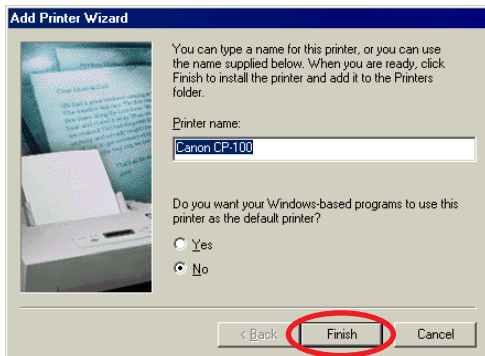 Add Printer Wizard
You can type a name for this printer, or you can use
the name supplied below. When you are ready, click
Finish to install the printer and add it to the Printers
folder.
Printer name:
Canon CP-100
Do you want your Windows-based programs to use this
printer as the default printer?
Yes
No
< Back
Finish
Cancel